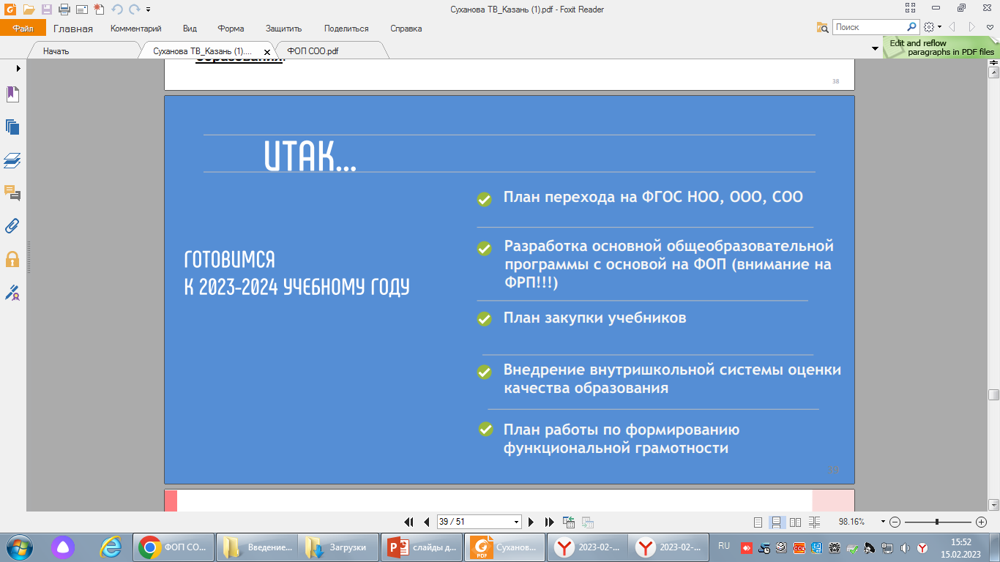 Суханова ТВ_Казань (1).pdf - Foxit Reader
Файл Главная Комментарий Вид Форма Защитить Поделиться Справка
Поиск
Начать
Суханова ТВ_Казань (1)....
ФОП СОО.pdf
Edit and reflow
paragraphs in PDF files
образования.
38
ИТАК...
ГОТОВИМСЯ
К 2023-2024 УЧЕБНОМУ ГОДУ
План перехода на ФГОС НОО, ООО, СОО
Разработка основной общеобразовательной
программы с основой на ФОП (внимание на
ФРП!!!)
План закупки учебников
Внедрение внутришкольной системы оценки
качества образования
План работы по формированию
функциональной грамотности
39
39 / 51
98.16%
ФОП СО...
Введение...
Загрузки
слайды д...
Суханов...
2023-02-...
2023-02-...
RU
15:52
15.02.2023